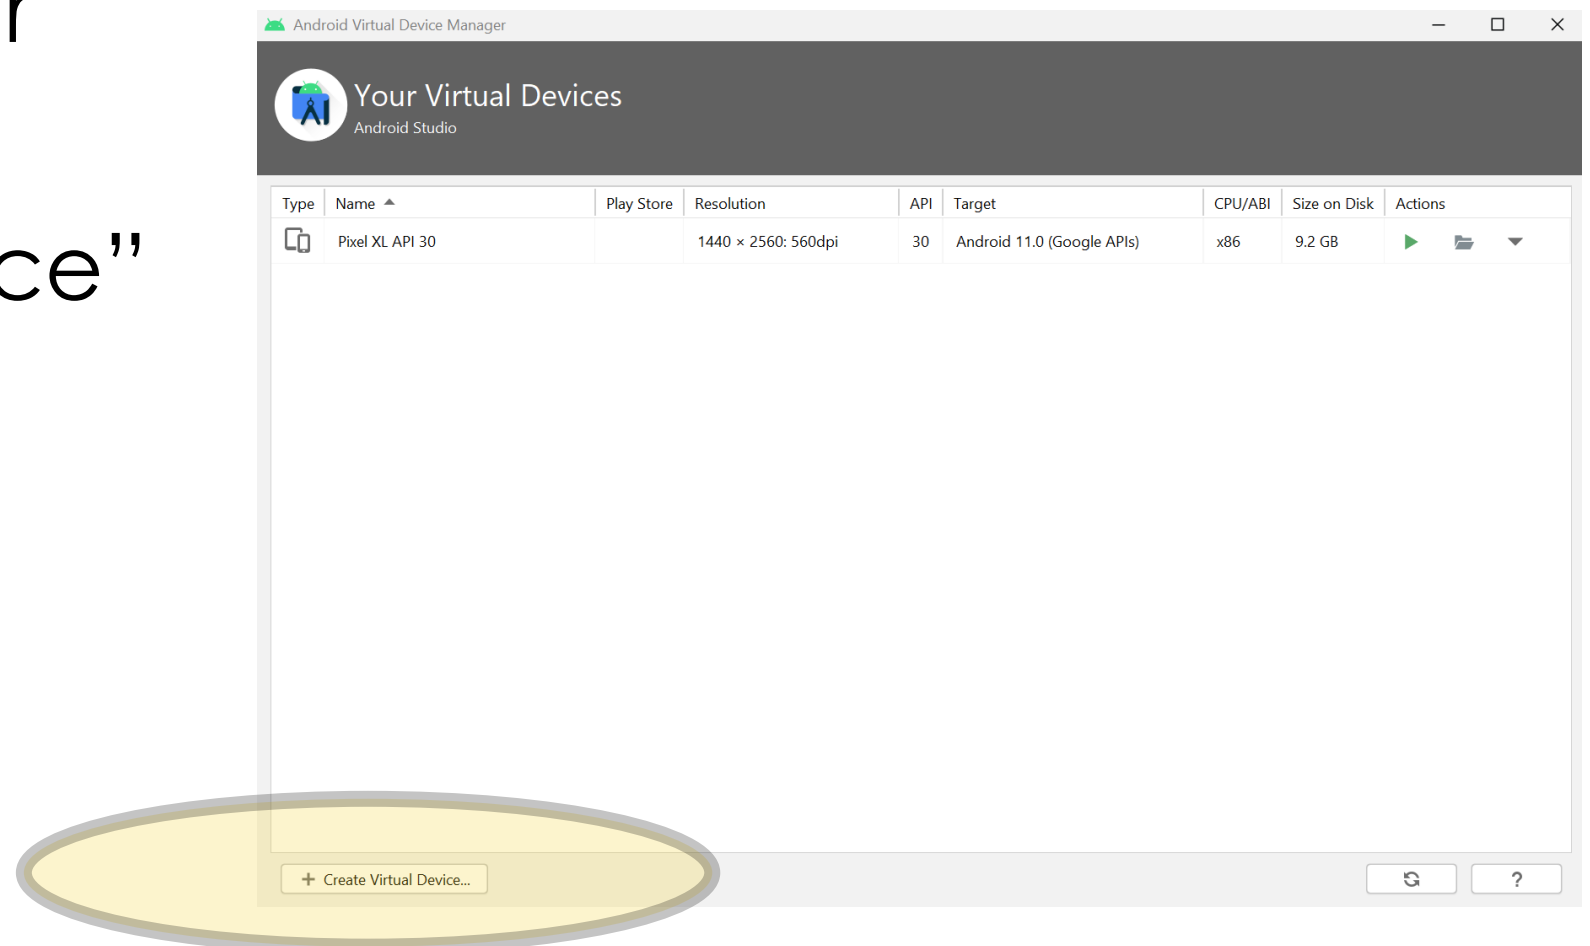 r
ce”
Android Virtual Device Manager
Your Virtual Devices
Android Studio
Type Name Play Store Resolution API Target CPU/ABI Size on Disk Actions
Pixel XL API 30 1440 × 2560: 560dpi 30 Android 11.0 (Google APIs) x86 9.2 GB
+ Create Virtual Device... ?